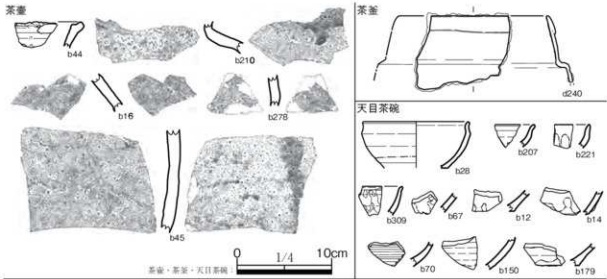 茶壷
b44
b210
b16
b278
b45
茶壷・茶釜・天目茶碗
0 1/4 10cm
茶釜
d240
天目茶碗
b28
b207
b221
b309
b67
b12
b14
b70
b150
b179